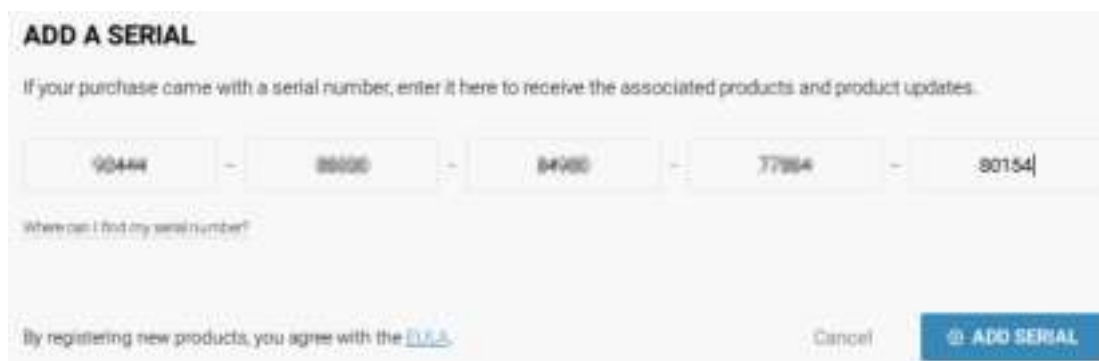 ADD A SERIAL
If your purchase came with a serial number, enter it here to receive the associated products and product updates.
- - - - 80154
Where can I find my serial number?
By registering new products, you agree with the EULA. Cancel ADD SERIAL